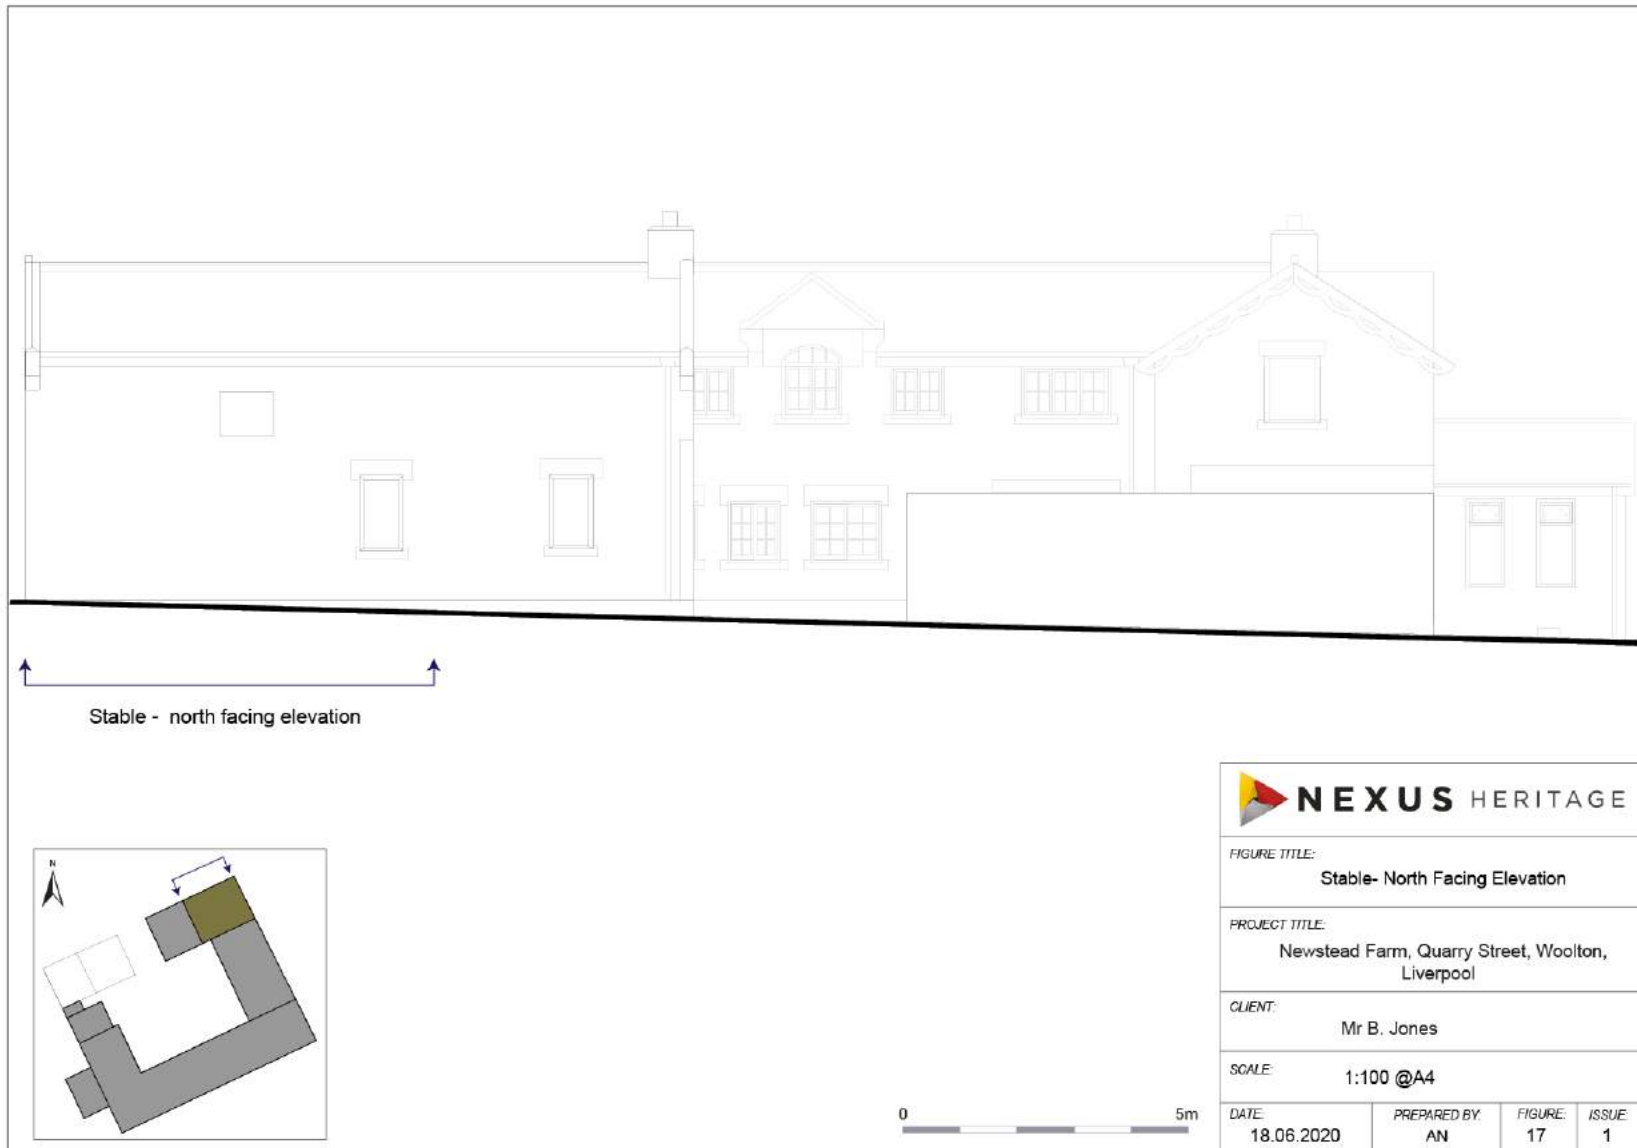 Stable - north facing elevation
N
0 5m
NEXUS HERITAGE
FIGURE TITLE:
Stable- North Facing Elevation
PROJECT TITLE:
Newstead Farm, Quarry Street, Woolton,
Liverpool
CLIENT:
Mr B. Jones
SCALE:
1:100 @A4
DATE: PREPARED BY: FIGURE: ISSUE:
18.06.2020 AN 17 1